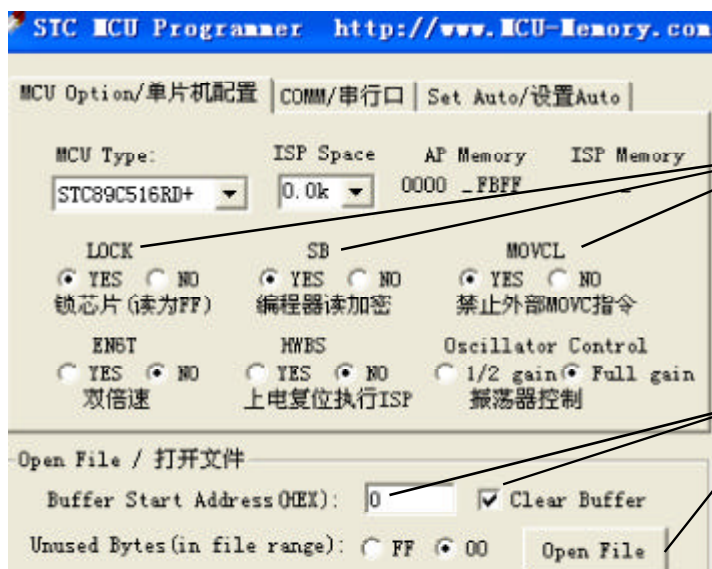 STC MCU Programmer http://www.MCU-Memory.com
MCU Option/单片机配置 COMM/串行口 Set Auto/设置Auto
MCU Type: ISP Space AP Memory ISP Memory
STC89C516RD+ 0.0k 0000 _FBFF _
LOCK SB MOVCL
YES NO YES NO YES NO
锁芯片(读为FF) 编程器读加密 禁止外部MOVC指令
EN6T HWBS Oscillator Control
YES NO YES NO 1/2 gain Full gain
双倍速 上电复位执行ISP 振荡器控制
Open File / 打开文件
Buffer Start Address(HEX): 0 Clear Buffer
Unused Bytes(in file range): FF 00 Open File